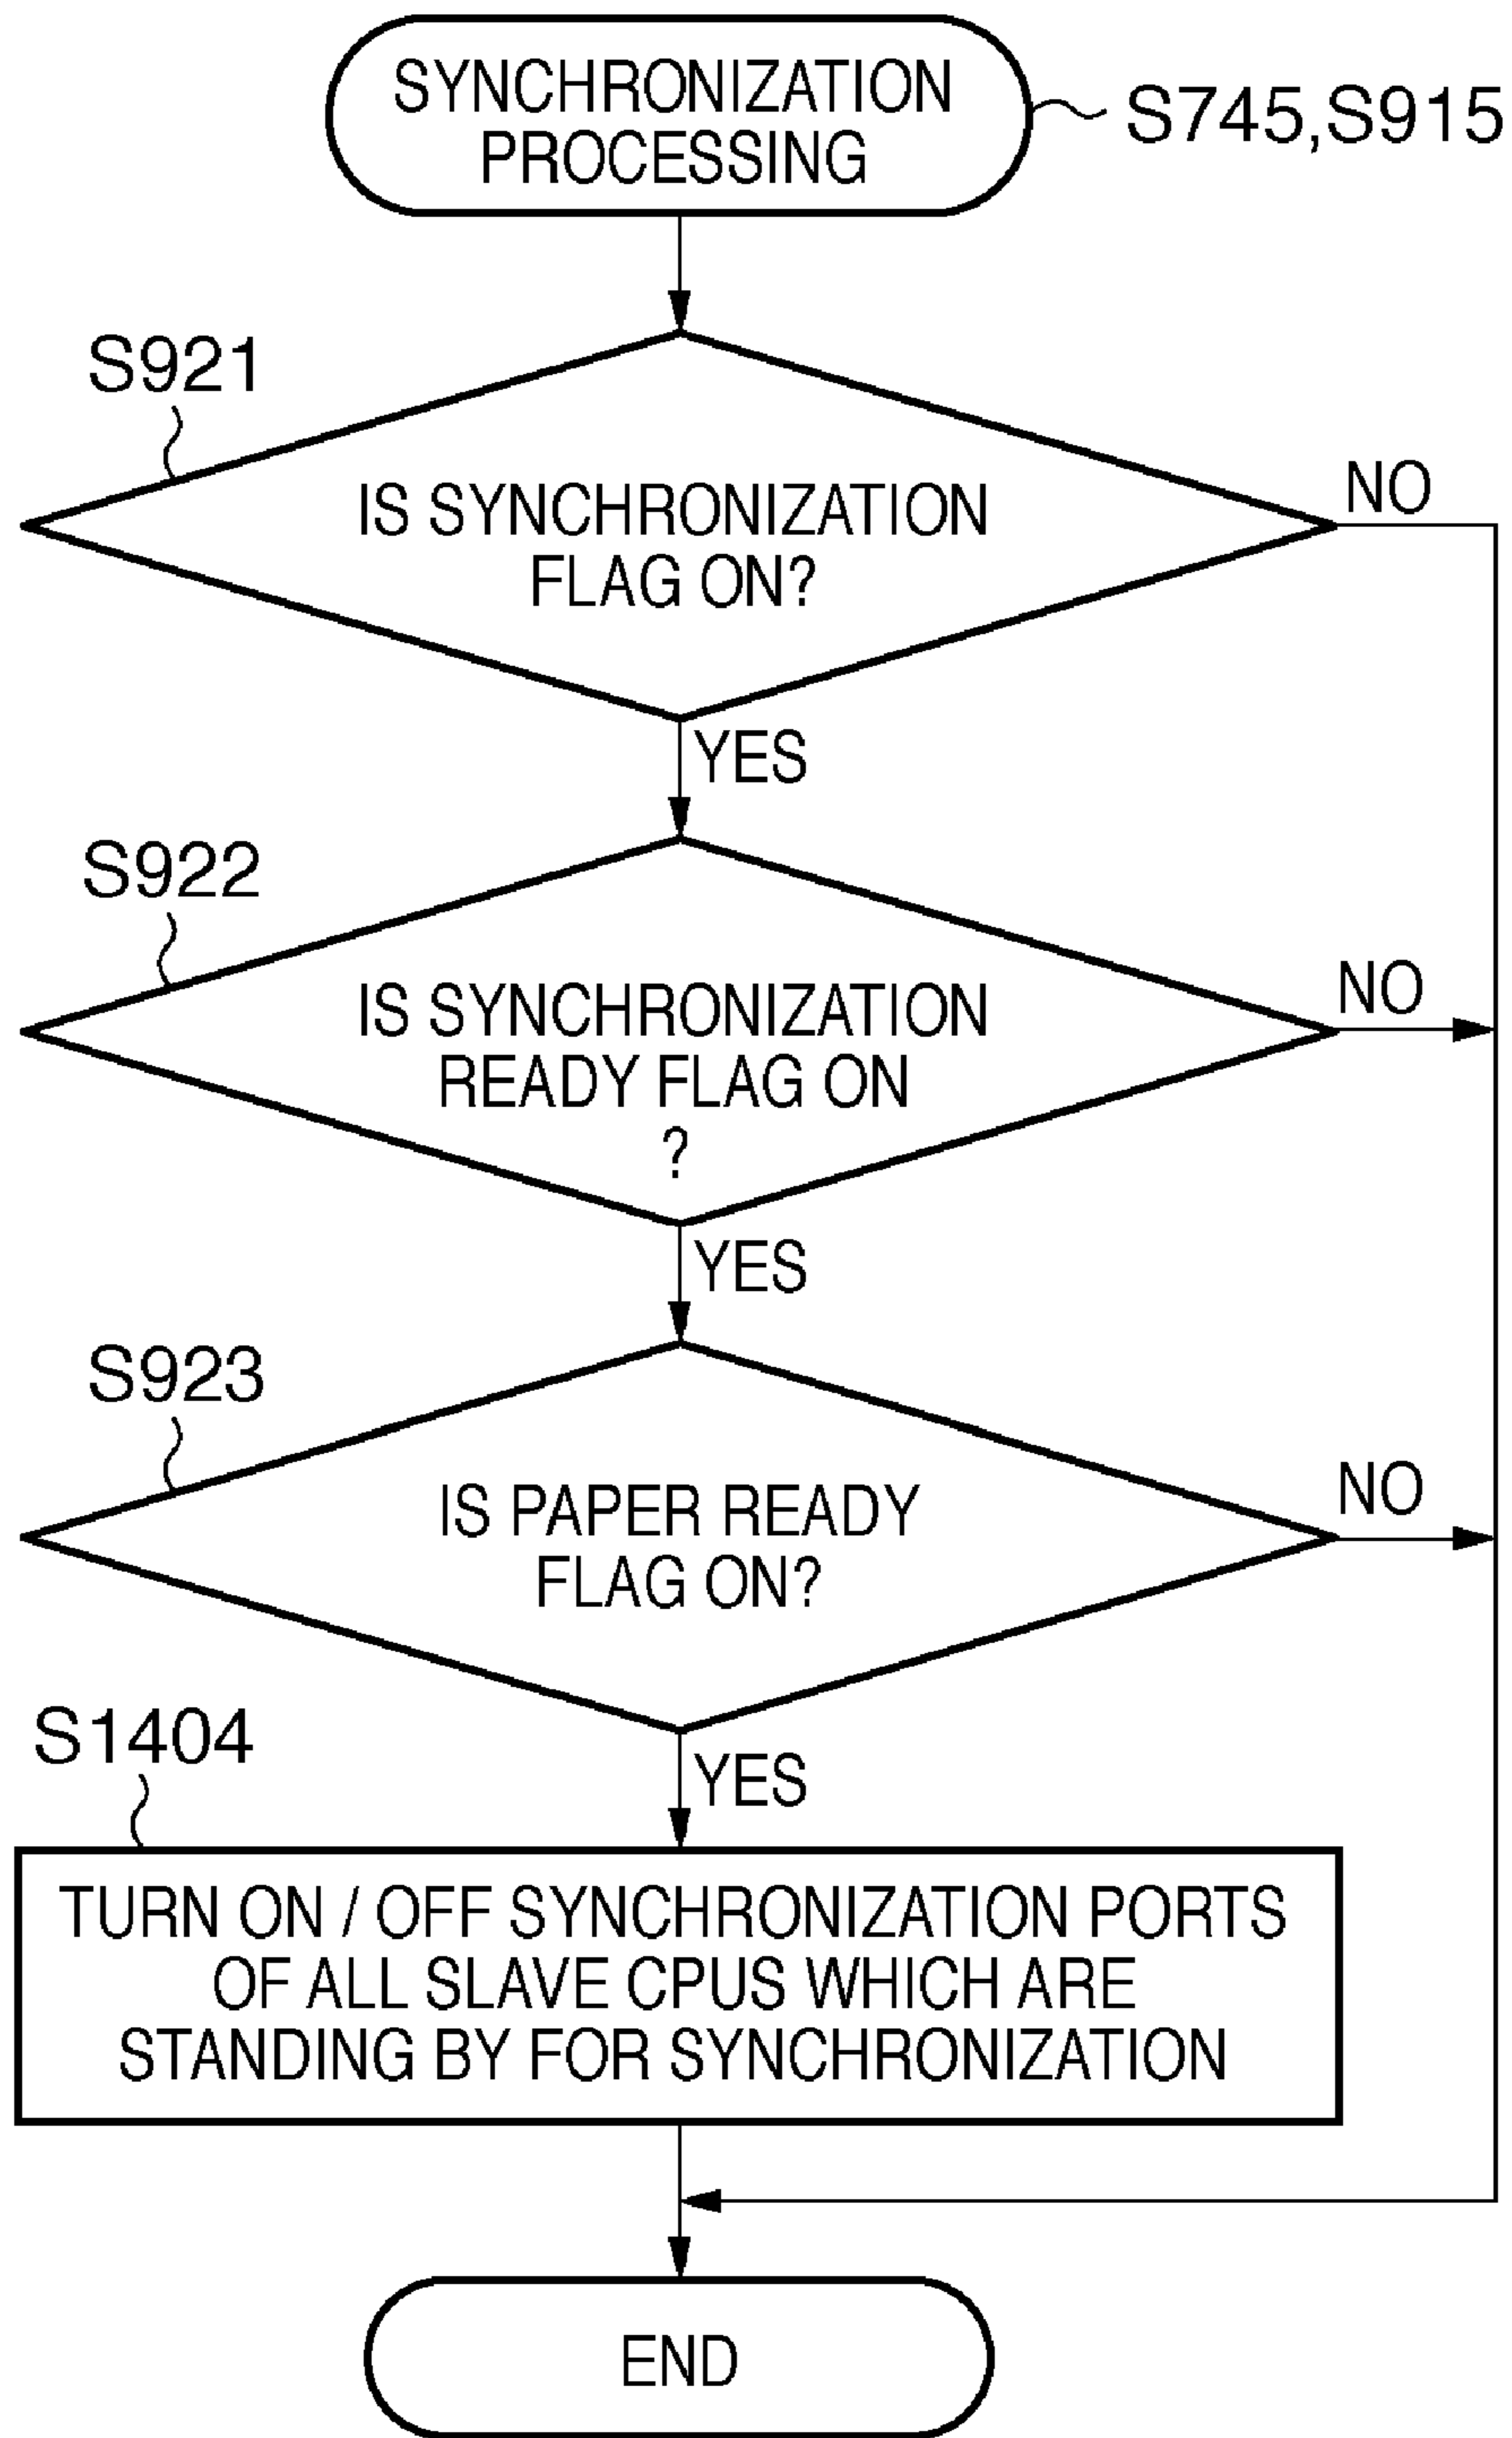 SYNCHRONIZATION
PROCESSING
S745,S915
S921
IS SYNCHRONIZATION
FLAG ON?
NO
YES
S922
IS SYNCHRONIZATION
READY FLAG ON
?
NO
YES
S923
IS PAPER READY
FLAG ON?
NO
YES
S1404
TURN ON / OFF SYNCHRONIZATION PORTS
OF ALL SLAVE CPUS WHICH ARE
STANDING BY FOR SYNCHRONIZATION
END